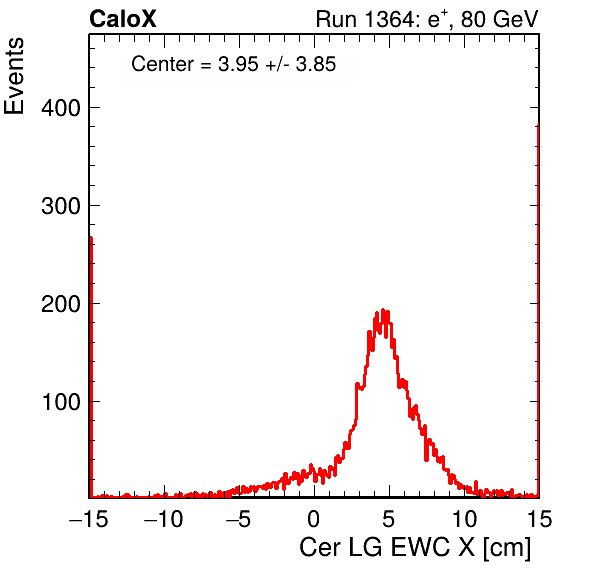 CaloX Run 1364: e⁺, 80 GeV
Center = 3.95 +/- 3.85
Events
400
300
200
100
−15 −10 −5 0 5 10 15
Cer LG EWC X [cm]